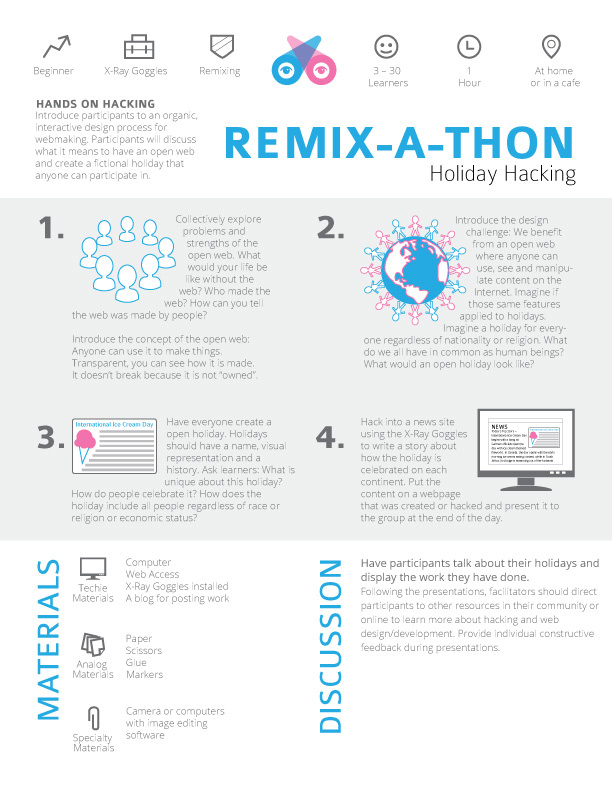 Beginner
X-Ray Goggles
Remixing
3 – 30
Learners
1
Hour
At home
or in a cafe
HANDS ON HACKING
Introduce participants to an organic,
interactive design process for
webmaking. Participants will discuss
what it means to have an open web
and create a fictional holiday that
anyone can participate in.
REMIX-A-THON
Holiday Hacking
1.
Collectively explore
problems and
strengths of the
open web. What
would your life be
like without the
web? Who made the
web? How can you tell
the web was made by people?
Introduce the concept of the open web:
Anyone can use it to make things.
Transparent, you can see how it is made.
It doesn't break because it is not “owned”.
2.
Introduce the design
challenge: We benefit
from an open web
where anyone can
use, see and manipu-
late content on the
Internet. Imagine if
those same features
applied to holidays.
Imagine a holiday for every-
one regardless of nationality or religion. What
do we all have in common as human beings?
What would an open holiday look like?
3.
International Ice Cream Day
Have everyone create a
open holiday. Holidays
should have a name, visual
representation and a
history. Ask learners: What is
unique about this holiday?
How do people celebrate it? How does the
holiday include all people regardless of race or
religion or economic status?
4.
Hack into a news site
using the X-Ray Goggles
to write a story about
how the holiday is
celebrated on each
continent. Put the
content on a webpage
that was created or hacked and present it to
the group at the end of the day.
NEWS
MATERIALS
Techie
Materials
Computer
Web Access
X-Ray Goggles installed
A blog for posting work
Analog
Materials
Paper
Scissors
Glue
Markers
Specialty
Materials
Camera or computers
with image editing
software
DISCUSSION
Have participants talk about their holidays and
display the work they have done.
Following the presentations, facilitators should direct
participants to other resources in their community or
online to learn more about hacking and web
design/development. Provide individual constructive
feedback during presentations.